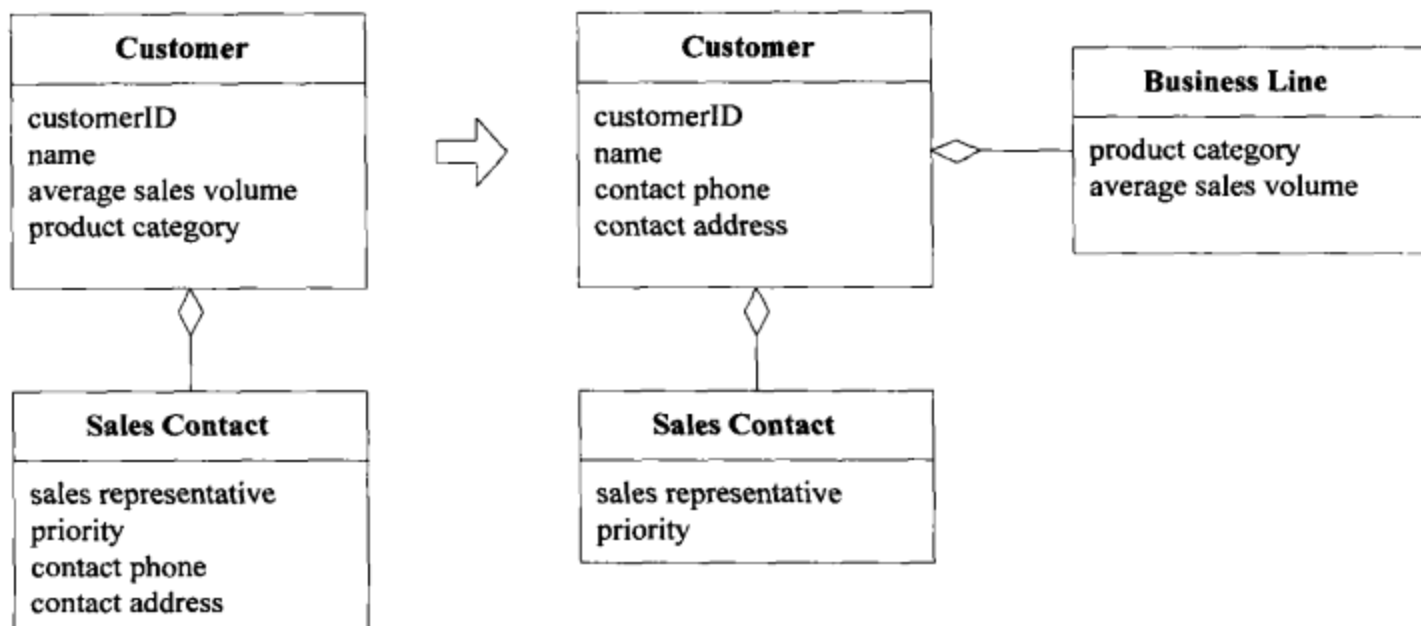 Customer
customerID
name
average sales volume
product category
Sales Contact
sales representative
priority
contact phone
contact address
Customer
customerID
name
contact phone
contact address
Sales Contact
sales representative
priority
Business Line
product category
average sales volume